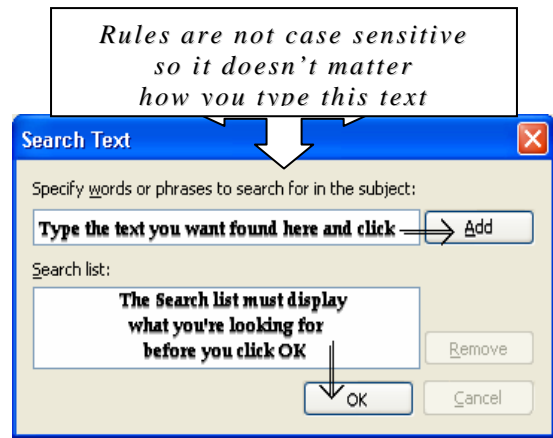 Rules are not case sensitive
so it doesn't matter
how you type this text
Search Text
Specify words or phrases to search for in the subject:
Type the text you want found here and click
Add
Search list:
The Search list must display
what you're looking for
before you click OK
Remove
OK
Cancel